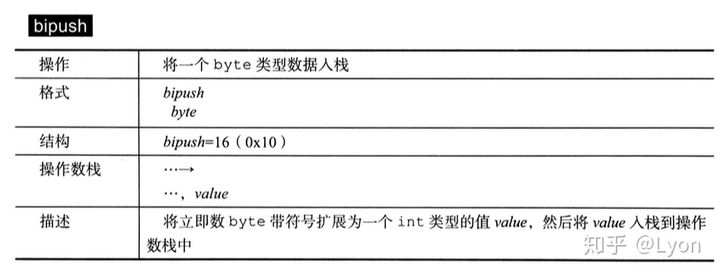 bipush
操作 将一个 byte 类型数据入栈
格式 bipush
byte
结构 bipush=16（0x10）
操作数栈 …→
…，value
描述 将立即数 byte 带符号扩展为一个 int 类型的值 value，然后将 value 入栈到操作
数栈中
知乎 @Lyon